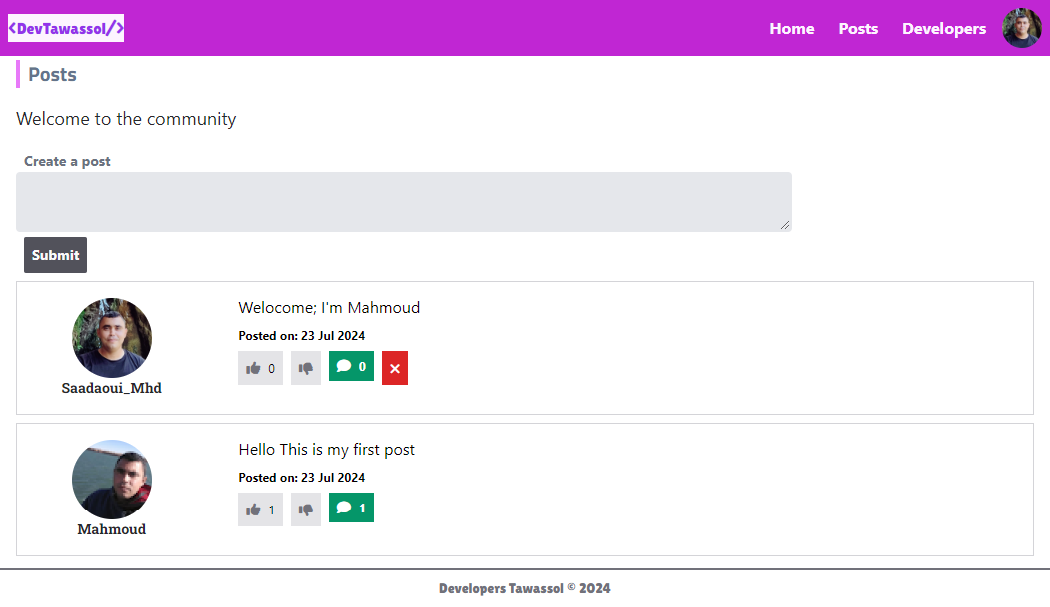 <DevTawassol/>
Home Posts Developers
Posts
Welcome to the community
Create a post
Submit
Welocome; I'm Mahmoud
Posted on: 23 Jul 2024
0 0
Saadaoui_Mhd
Hello This is my first post
Posted on: 23 Jul 2024
1 1
Mahmoud
Developers Tawassol © 2024